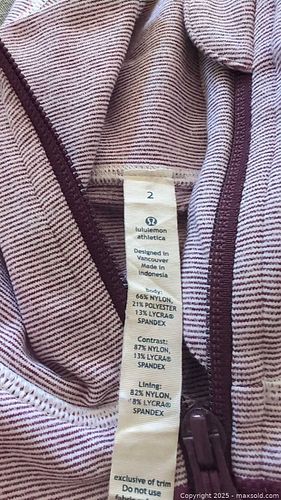 2
lululemon
athletica
Designed in
Vancouver
Made in
Indonesia
Body:
66% NYLON,
21% POLYESTER
13% LYCRA®
SPANDEX
Contrast:
87% NYLON,
13% LYCRA®
SPANDEX
Lining:
82% NYLON,
18% LYCRA®
SPANDEX
exclusive of trim
Do not use
Copyright 2025 - maxsold.com